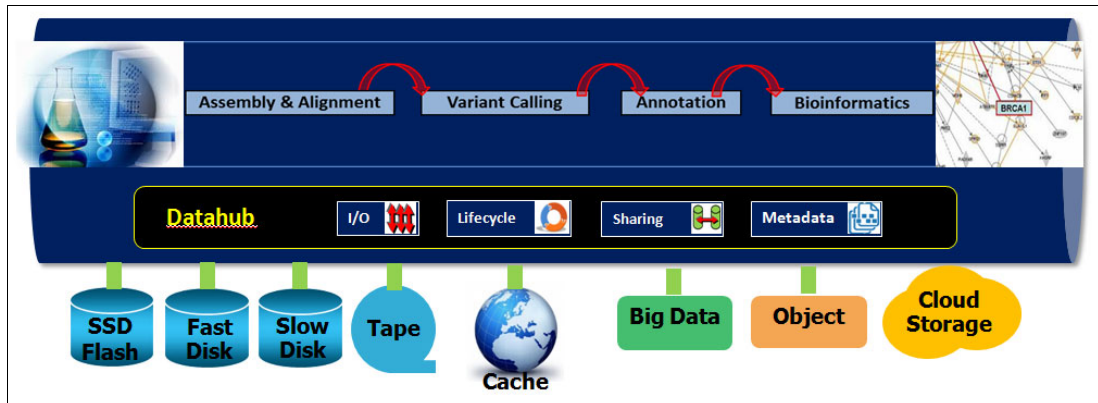 Assembly & Alignment
Variant Calling
Annotation
Bioinformatics
BRCA1
Datahub
I/O
Lifecycle
Sharing
Metadata
SSD
Flash
Fast
Disk
Slow
Disk
Tape
Cache
Big Data
Object
Cloud
Storage